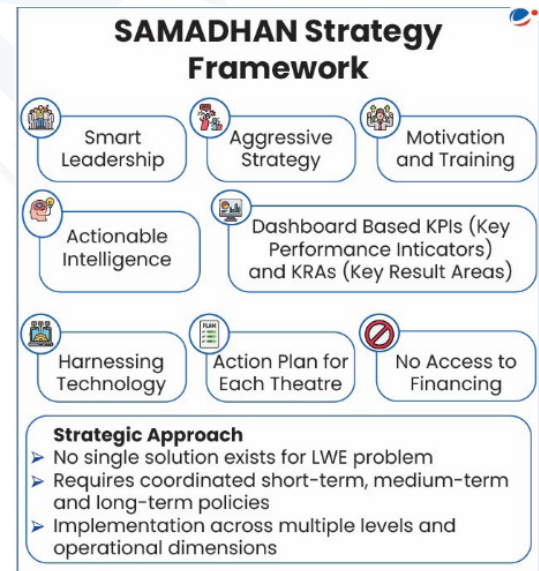 SAMADHAN Strategy
Framework
Smart
Leadership
Aggressive
Strategy
Motivation
and Training
Actionable
Intelligence
Dashboard Based KPIs (Key
Performance Inticators)
and KRAs (Key Result Areas)
Harnessing
Technology
PLAN
Action Plan for
Each Theatre
No Access to
Financing
Strategic Approach
➢ No single solution exists for LWE problem
➢ Requires coordinated short-term, medium-term
and long-term policies
➢ Implementation across multiple levels and
operational dimensions